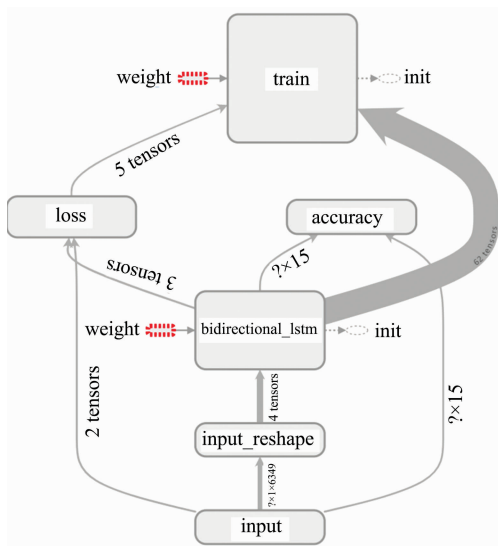 weight
train
init
5 tensors
loss
accuracy
3 tensors
?×15
62 tensors
weight
bidirectional_lstm
init
2 tensors
4 tensors
?×15
input_reshape
?×1×6349
input